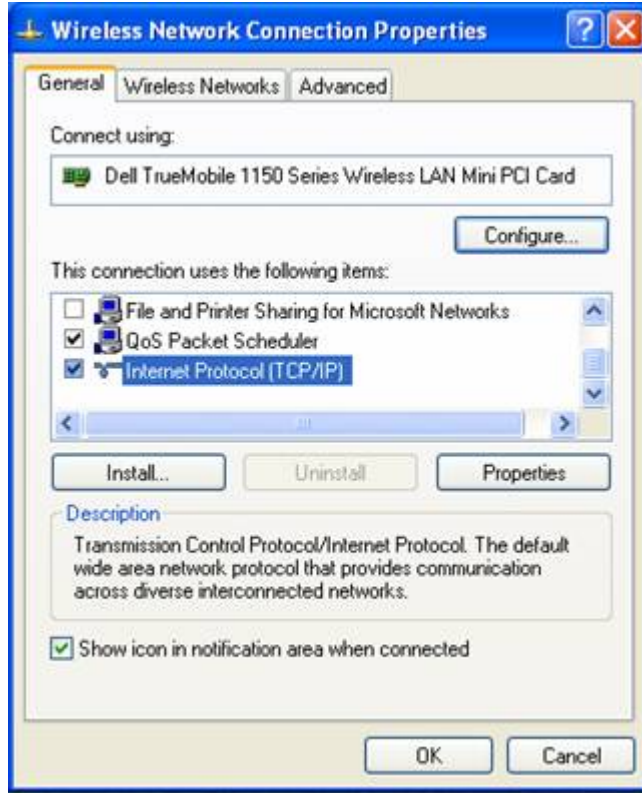 Wireless Network Connection Properties
General Wireless Networks Advanced
Connect using:
Dell TrueMobile 1150 Series Wireless LAN Mini PCI Card
Configure...
This connection uses the following items:
File and Printer Sharing for Microsoft Networks
QoS Packet Scheduler
Internet Protocol (TCP/IP)
Install... Uninstall Properties
Description
Transmission Control Protocol/Internet Protocol. The default
wide area network protocol that provides communication
across diverse interconnected networks.
Show icon in notification area when connected
OK Cancel